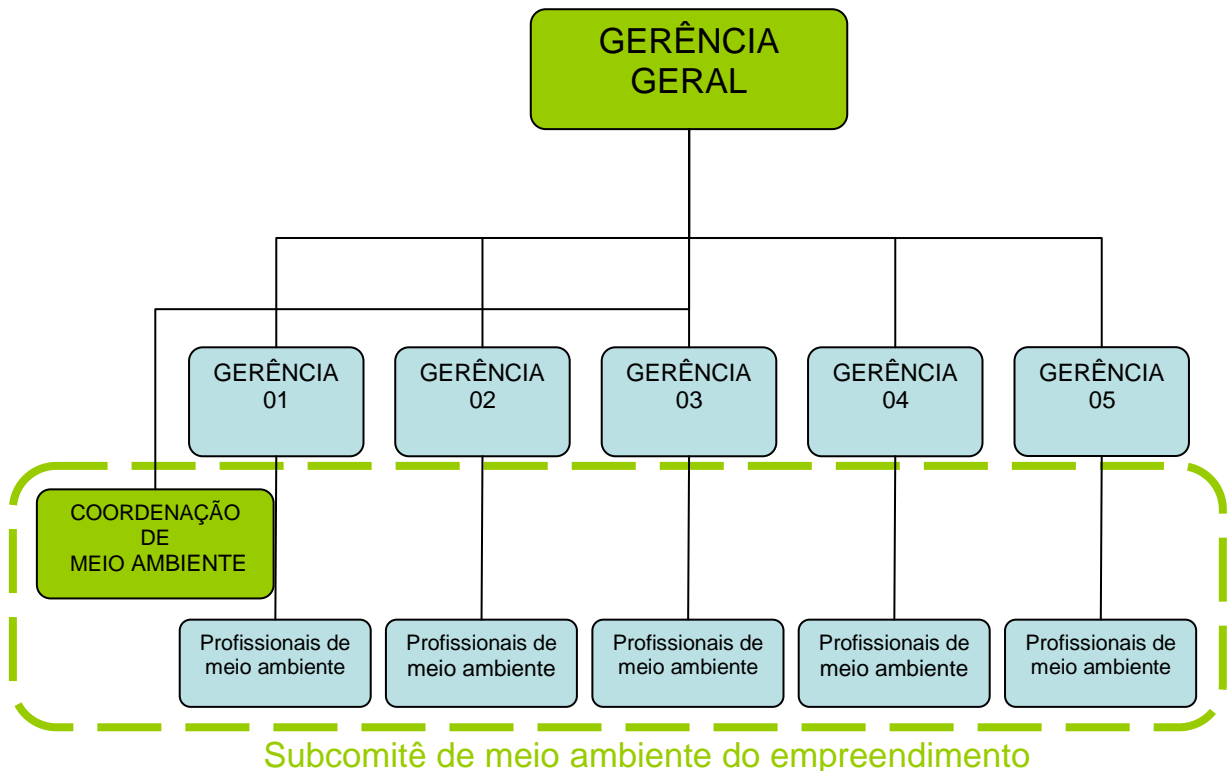 GERÊNCIA
GERAL
GERÊNCIA
01
GERÊNCIA
02
GERÊNCIA
03
GERÊNCIA
04
GERÊNCIA
05
COORDENAÇÃO
DE
MEIO AMBIENTE
Profissionais de
meio ambiente
Profissionais de
meio ambiente
Profissionais de
meio ambiente
Profissionais de
meio ambiente
Profissionais de
meio ambiente
Subcomitê de meio ambiente do empreendimento